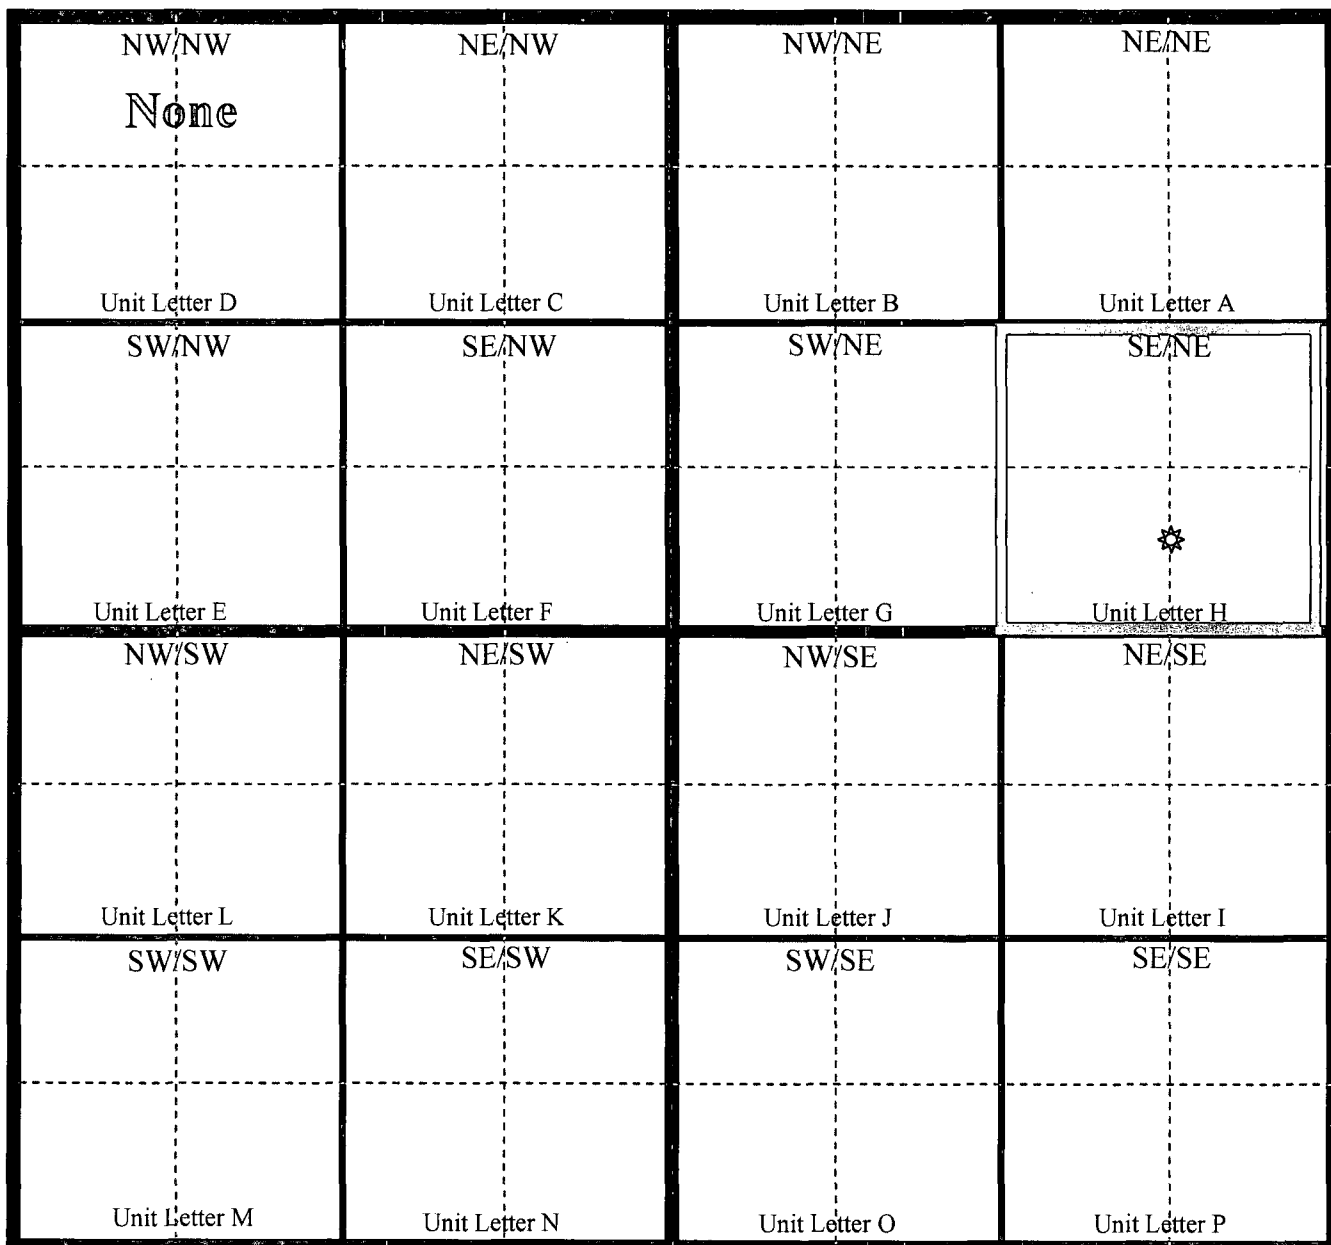 NW/NW
None
Unit Letter D
NE/NW
Unit Letter C
NW/NE
Unit Letter B
NE/NE
Unit Letter A
SW/NW
Unit Letter E
SE/NW
Unit Letter F
SW/NE
Unit Letter G
SE/NE
Unit Letter H
NW/SW
Unit Letter L
NE/SW
Unit Letter K
NW/SE
Unit Letter J
NE/SE
Unit Letter I
SW/SW
Unit Letter M
SE/SW
Unit Letter N
SW/SE
Unit Letter O
SE/SE
Unit Letter P